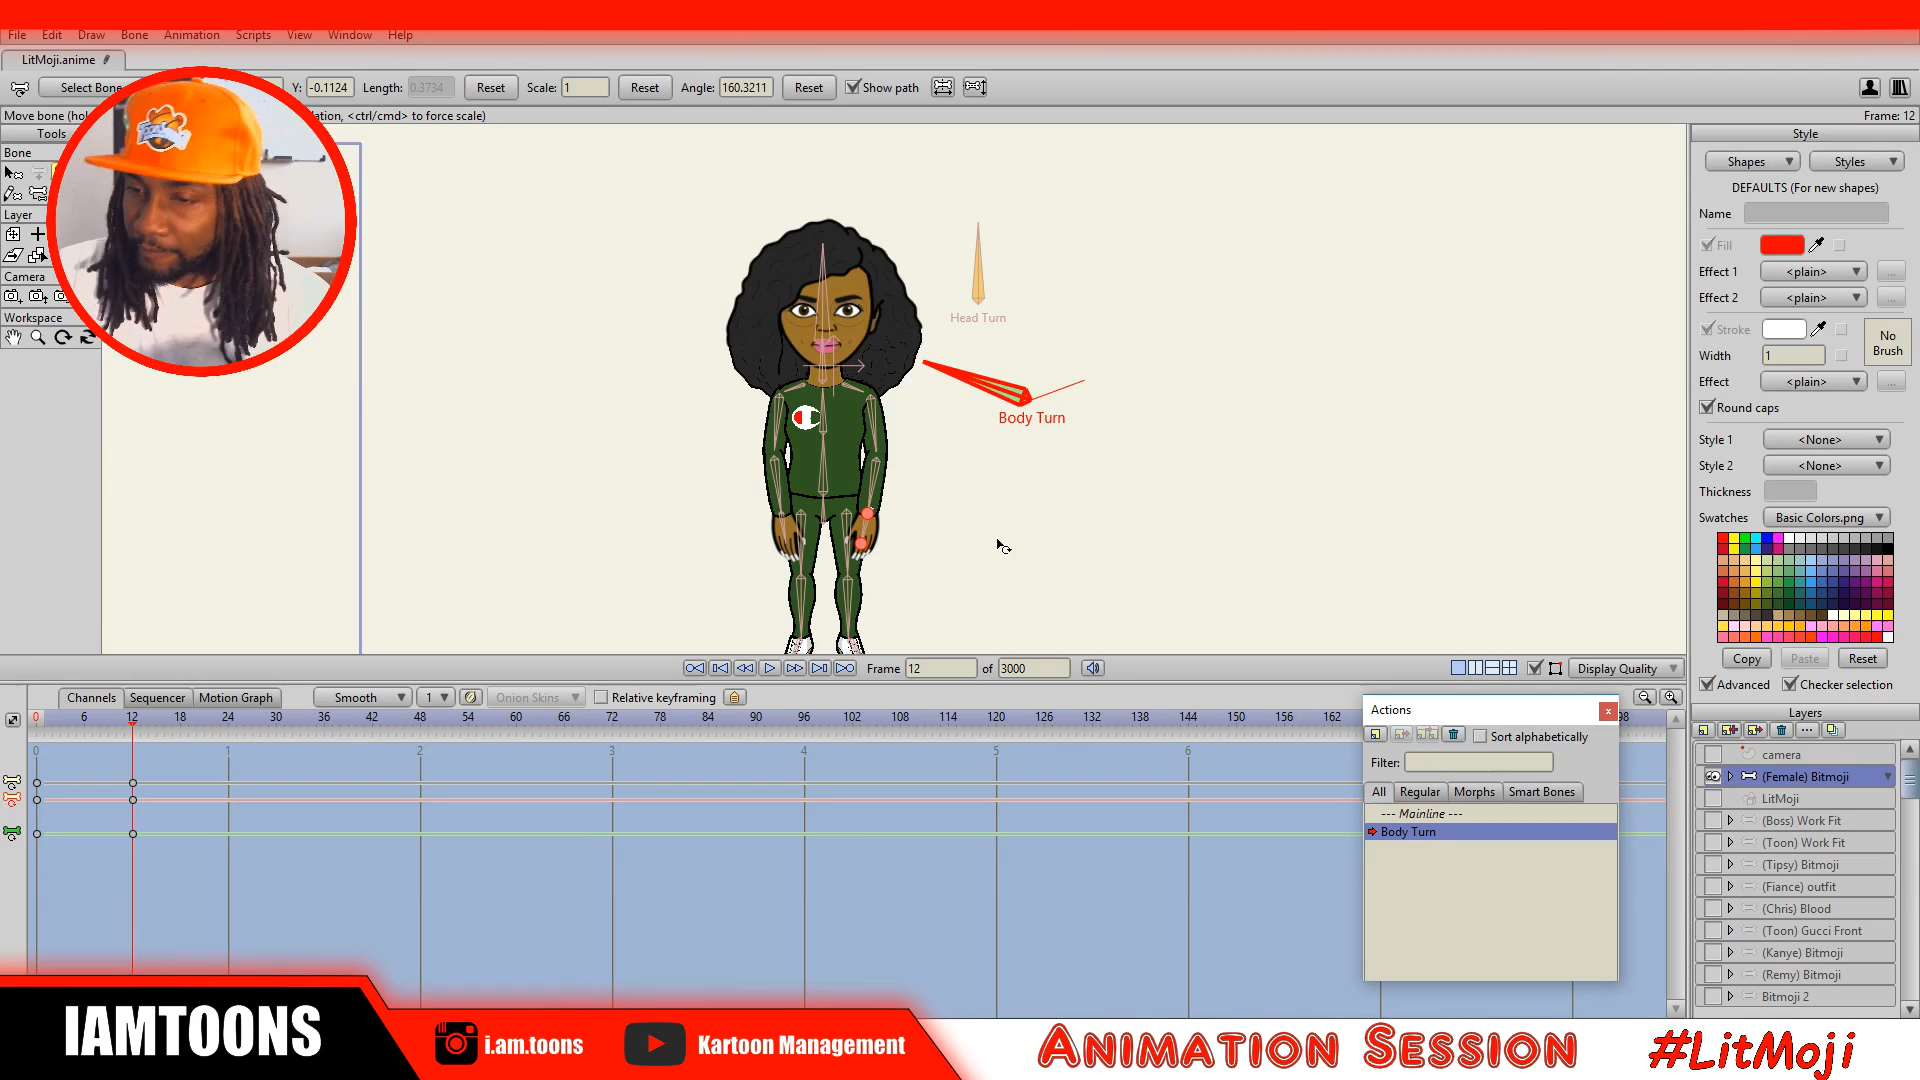 File Edit Draw Bone Animation Scripts View Window Help
LitMoji.anime
Select Bone Y: -0.1124 Length: 0.3734 Reset Scale: 1 Reset Angle: 160.3211 Reset Show path
Move bone (hol ation, <ctrl/cmd> to force scale) Frame: 12
Tools
Bone
Layer
Camera
Workspace
Head Turn
Body Turn
Style
Shapes Styles
DEFAULTS (For new shapes)
Name
Fill
Effect 1 <plain> ...
Effect 2 <plain> ...
Stroke
No
Brush
Width 1
Effect <plain> ...
Round caps
Style 1 <None>
Style 2 <None>
Thickness
Swatches Basic Colors.png
Copy Paste Reset
Advanced Checker selection
Frame 12 of 3000 Display Quality
Channels Sequencer Motion Graph Smooth 1 Onion Skins Relative keyframing
0 6 12 18 24 30 36 42 48 54 60 66 72 78 84 90 96 102 108 114 120 126 132 138 144 150 156 162 98
0 1 2 3 4 5 6
Actions
Sort alphabetically
Filter:
All Regular Morphs Smart Bones
--- Mainline ---
Body Turn
Layers
camera
(Female) Bitmoji
LitMoji
(Boss) Work Fit
(Toon) Work Fit
(Tipsy) Bitmoji
(Fiance) outfit
(Chris) Blood
(Toon) Gucci Front
(Kanye) Bitmoji
(Remy) Bitmoji
Bitmoji 2
IAMTOONS
i.am.toons
Kartoon Management
Animation Session
#LitMoji